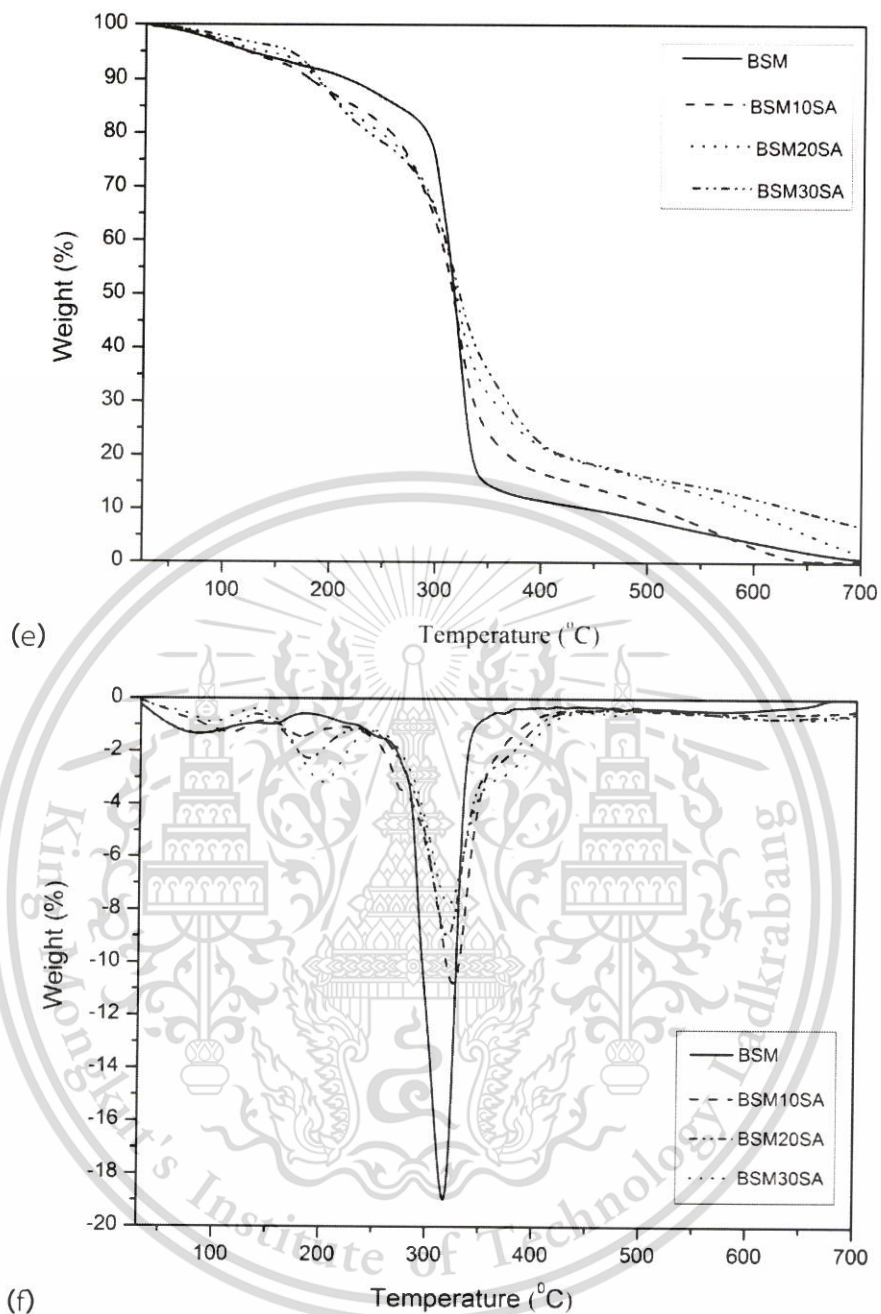 100
90
80
70
60
50
40
30
20
10
0
Weight (%)
BSM
BSM10SA
BSM20SA
BSM30SA
100 200 300 400 500 600 700
Temperature (°C)
(e)
0
-2
-4
-6
-8
-10
-12
-14
-16
-18
-20
Weight (%)
BSM
BSM10SA
BSM20SA
BSM30SA
100 200 300 400 500 600 700
Temperature (°C)
(f)
King Mongkut's Institute of Technology Ladkrabang